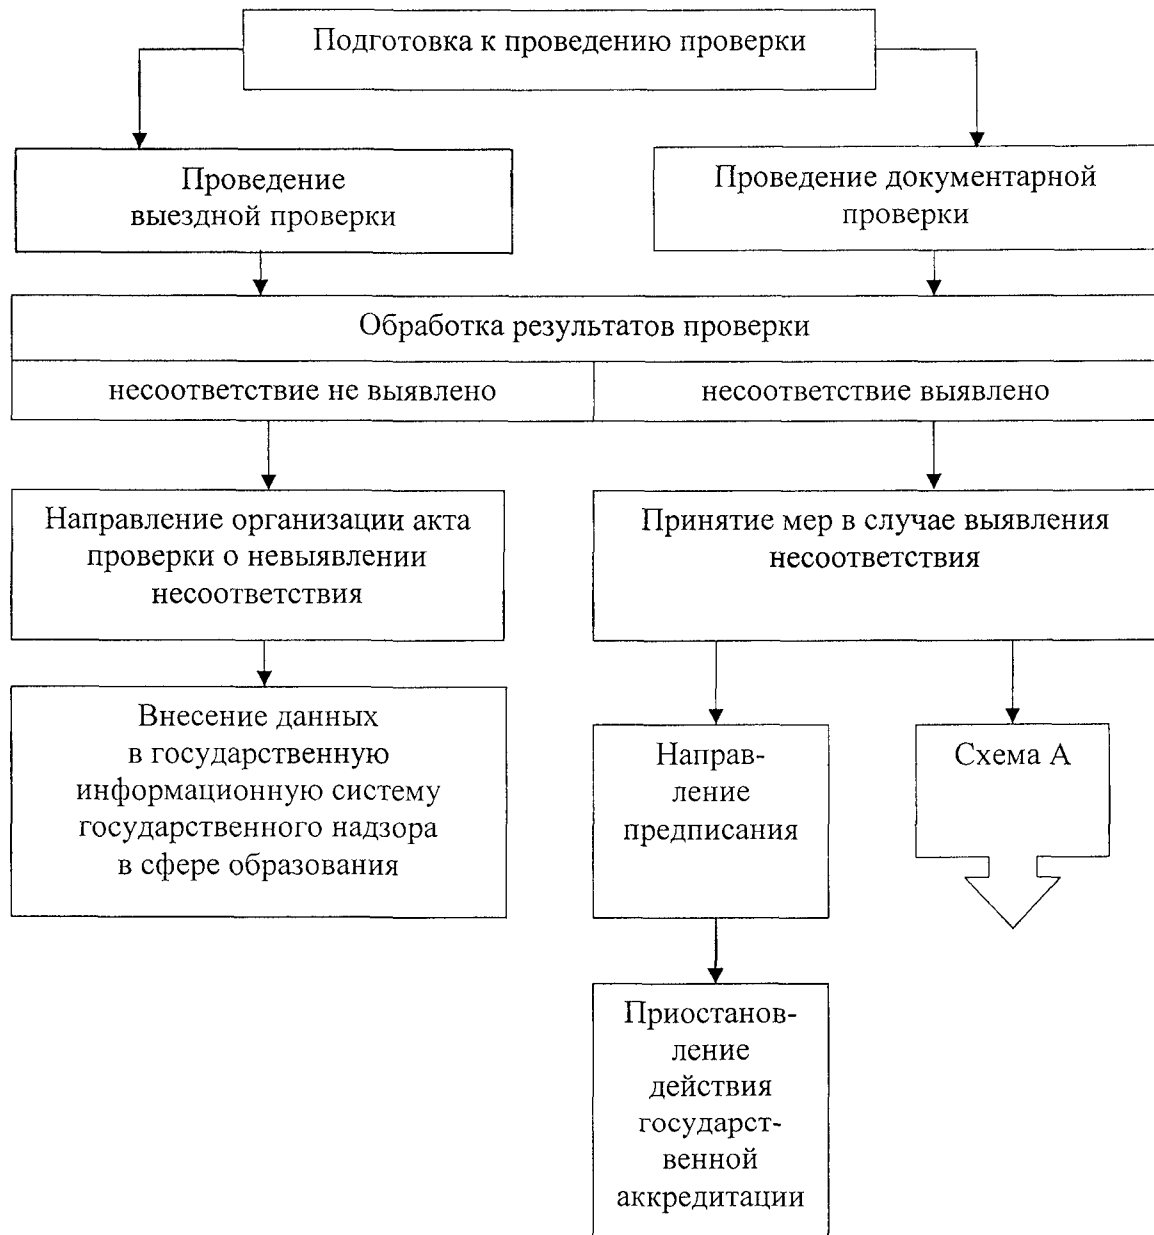 Подготовка к проведению проверки
Проведение
выездной проверки
Проведение документарной
проверки
Обработка результатов проверки
несоответствие не выявлено
несоответствие выявлено
Направление организации акта
проверки о невыявлении
несоответствия
Принятие мер в случае выявления
несоответствия
Внесение данных
в государственную
информационную систему
государственного надзора
в сфере образования
Направ-
ление
предписания
Схема А
Приостанов-
ление
действия
государст-
венной
аккредитации